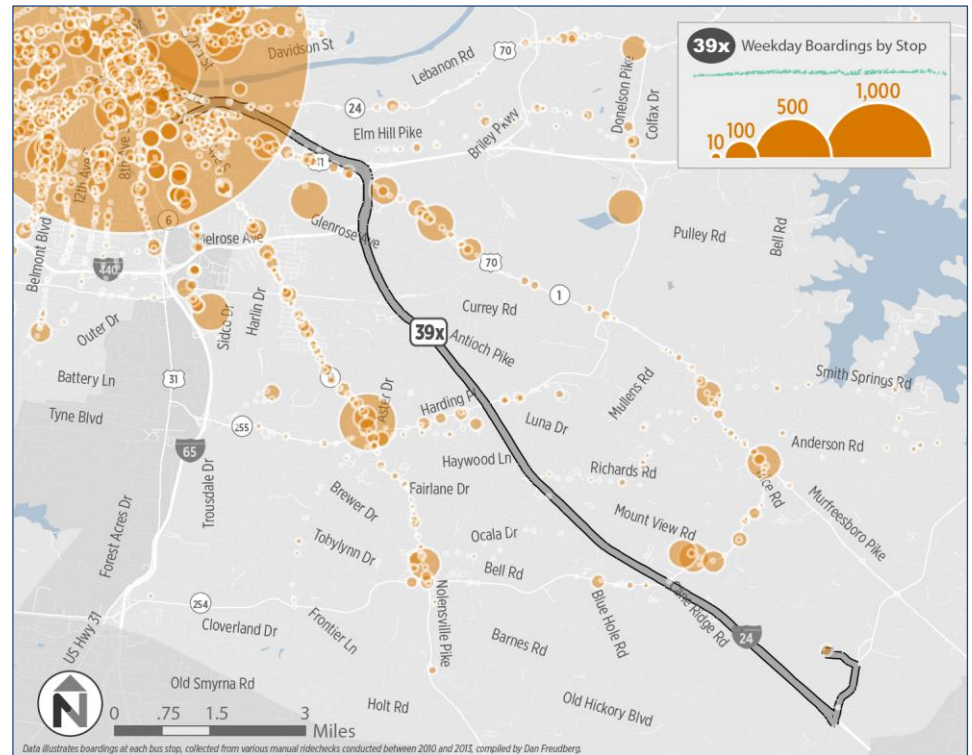 39x Weekday Boardings by Stop
10 100 500 1,000
Davidson St
Lebanon Rd
70
24
Elm Hill Pike
Briley Pkwy
Donelson Pike
Colfax Dr
12th Ave
8th Ave
6
Glenrose Ave
Pulley Rd
Bell Rd
Belmont Blvd
440
70
1
Currey Rd
Outer Dr
Sidco Dr
Harlin Dr
39x
Antioch Pike
Battery Ln
31
Tyne Blvd
Aster Dr
Harding
Mullens Rd
Smith Springs Rd
255
Luna Dr
Anderson Rd
65
Trousdale Dr
Haywood Ln
Richards Rd
Fairlane Dr
Brewer Dr
Murfreesboro Pike
Forest Acres Dr
Ocala Dr
Mount View Rd
Tobylynn Dr
Bell Rd
254
Nolensville Pike
Blue Hole Rd
Ridge Rd
US Hwy 31
Cloverland Dr
Frontier Ln
Barnes Rd
24
Old Smyrna Rd
Holt Rd
Old Hickory Blvd
N
0 .75 1.5 3
Miles
Data illustrates boardings at each bus stop, collected from various manual ridechecks conducted between 2010 and 2013, compiled by Dan Freudberg.